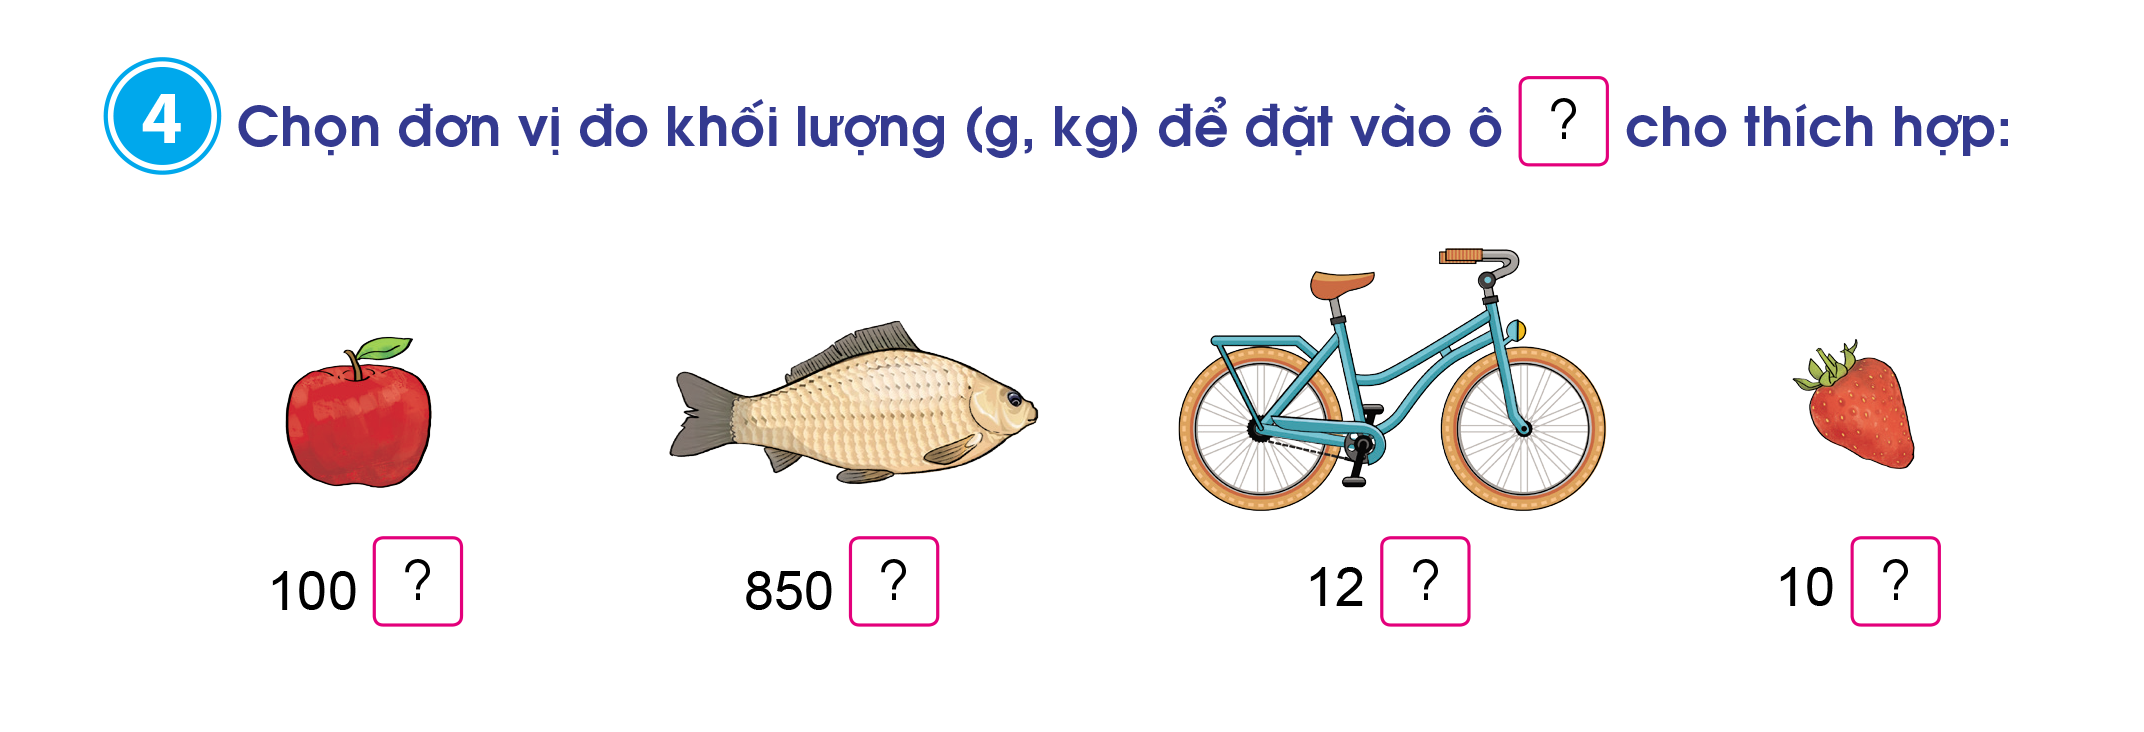 4 Chọn đơn vị đo khối lượng (g, kg) để đặt vào ô ? cho thích hợp:
100 ? 850 ? 12 ? 10 ?